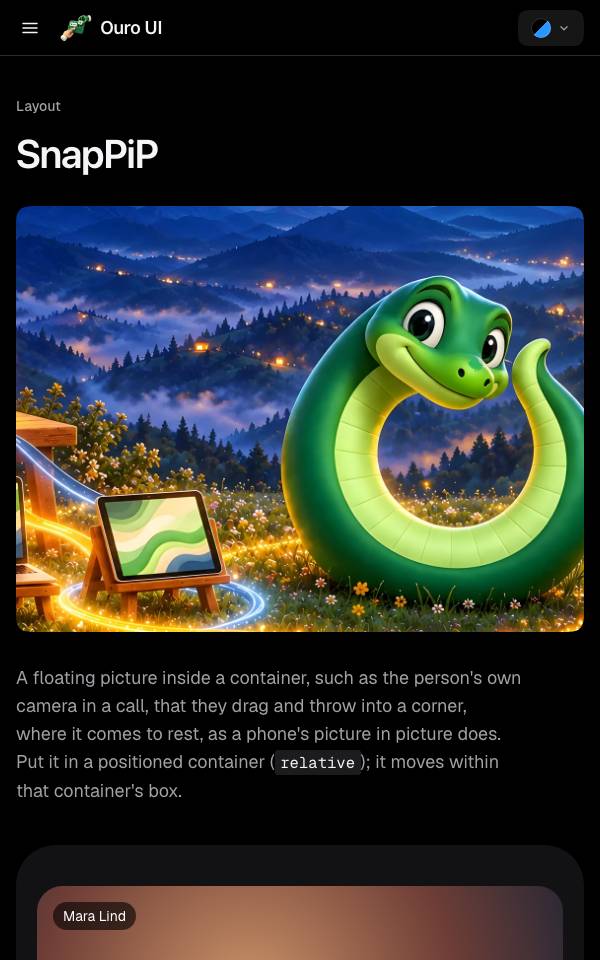 Ouro UI
Layout
SnapPiP
A floating picture inside a container, such as the person's own
camera in a call, that they drag and throw into a corner,
where it comes to rest, as a phone's picture in picture does.
Put it in a positioned container (relative); it moves within
that container's box.
Mara Lind